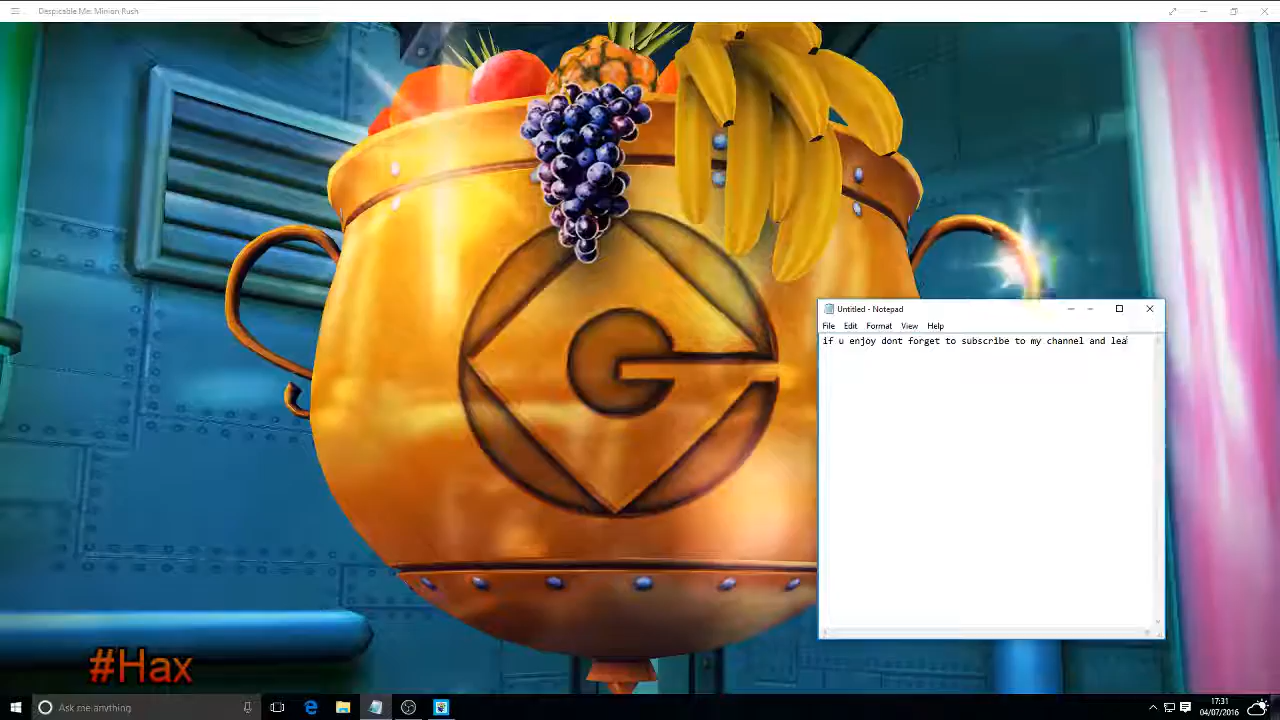 Despicable Me: Minion Rush
Untitled - Notepad
File Edit Format View Help
if u enjoy dont forget to subscribe to my channel and lea
G
#Hax
Ask me anything
17:31
04/07/2016